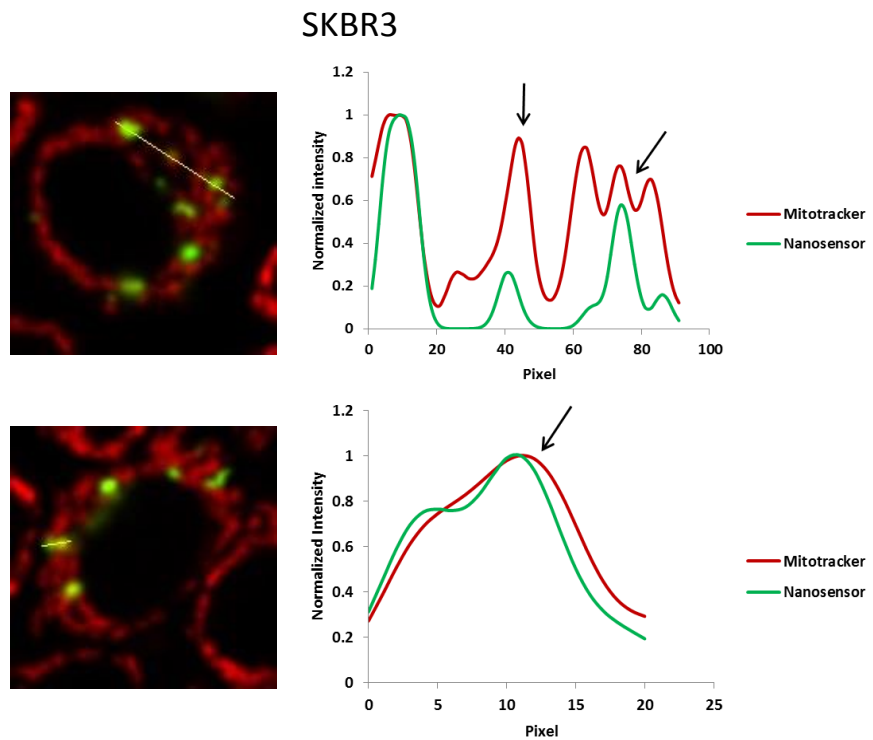 SKBR3
1.2
1
0.8
0.6
0.4
0.2
0
Normalized intensity
0 20 40 60 80 100
Pixel
Mitotracker
Nanosensor
1.2
1
0.8
0.6
0.4
0.2
0
Normalized Intensity
0 5 10 15 20 25
Pixel
Mitotracker
Nanosensor